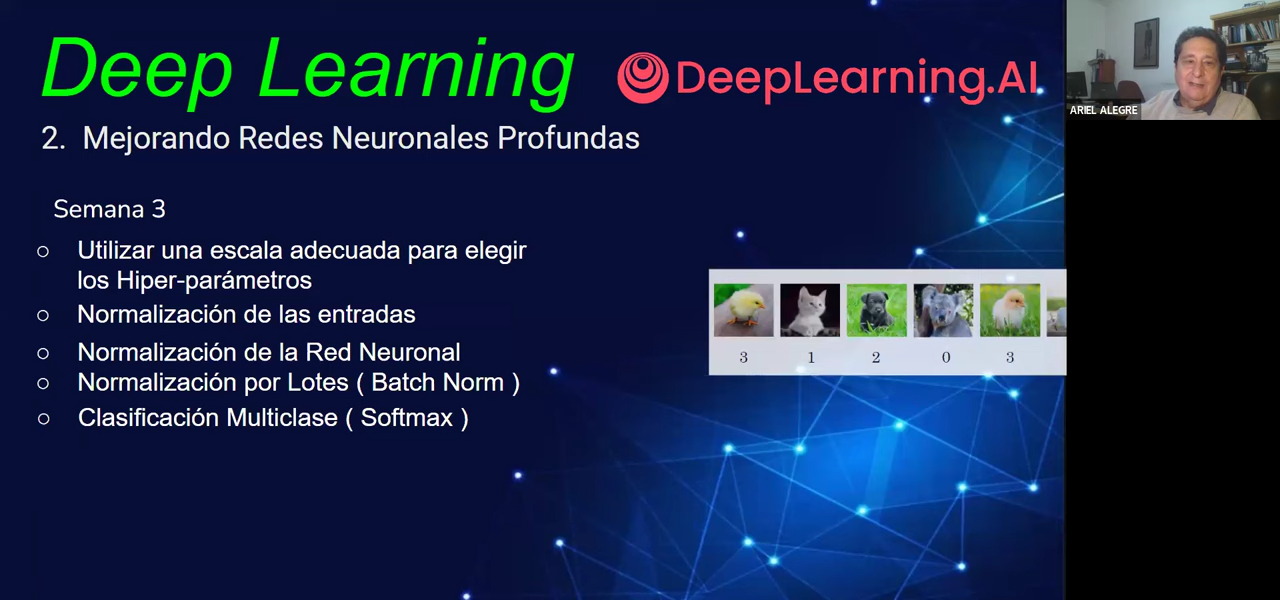 Deep Learning
DeepLearning.AI
ARIEL ALEGRE
2. Mejorando Redes Neuronales Profundas
Semana 3
○ Utilizar una escala adecuada para elegir
los Hiper-parámetros
○ Normalización de las entradas
○ Normalización de la Red Neuronal
○ Normalización por Lotes ( Batch Norm )
○ Clasificación Multiclase ( Softmax )
3 1 2 0 3